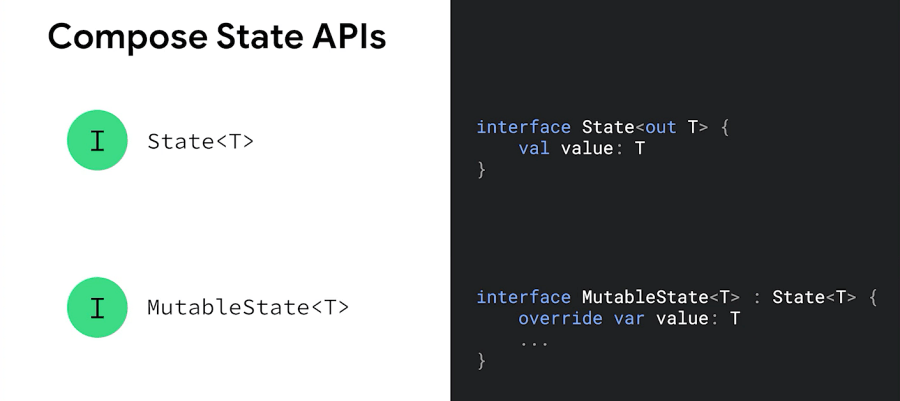 Compose State APIs
I
State<T>
I
MutableState<T>
interface State<out T> {
    val value: T
}
interface MutableState<T> : State<T> {
    override var value: T
    ...
}